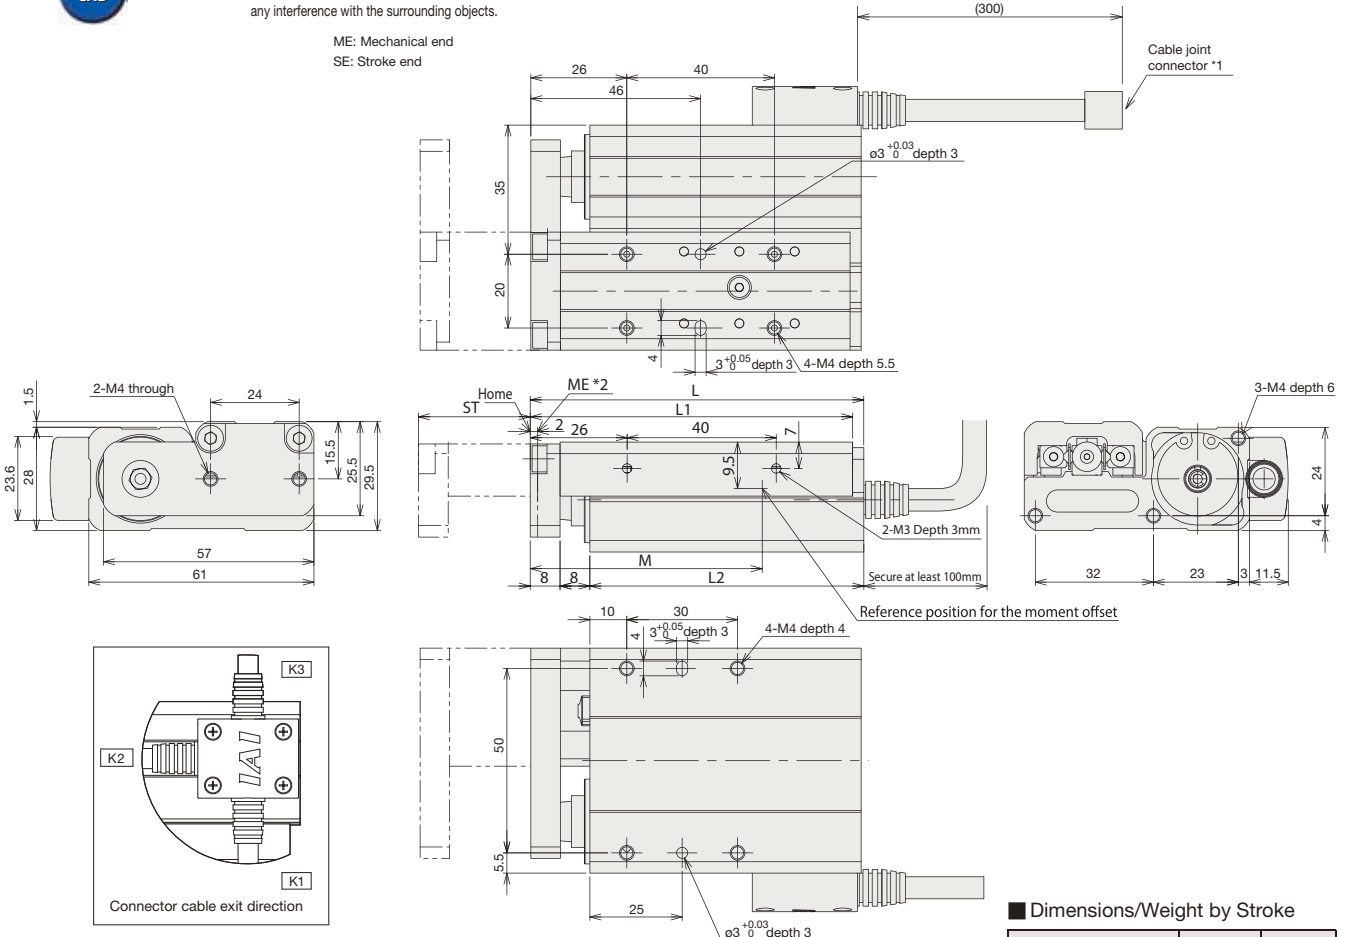 any interference with the surrounding objects.
ME: Mechanical end
SE: Stroke end
(300)
Cable joint
connector *1
26
40
46
ø3 +0.03 0 depth 3
35
20
4
3 +0.05 0 depth 3
4-M4 depth 5.5
2-M4 through
24
1.5
23.6
28
15.5
25.5
29.5
57
61
Home
ME *2
ST
L
L1
2
26
40
7
9.5
2-M3 Depth 3mm
M
8
8
L2
Secure at least 100mm
Reference position for the moment offset
3-M4 depth 6
24
4
32
23
3
11.5
10
30
4
3 +0.05 0 depth 3
4-M4 depth 4
50
5.5
25
ø3 +0.03 0 depth 3
K3
K2
IAI
K1
Connector cable exit direction
■ Dimensions/Weight by Stroke